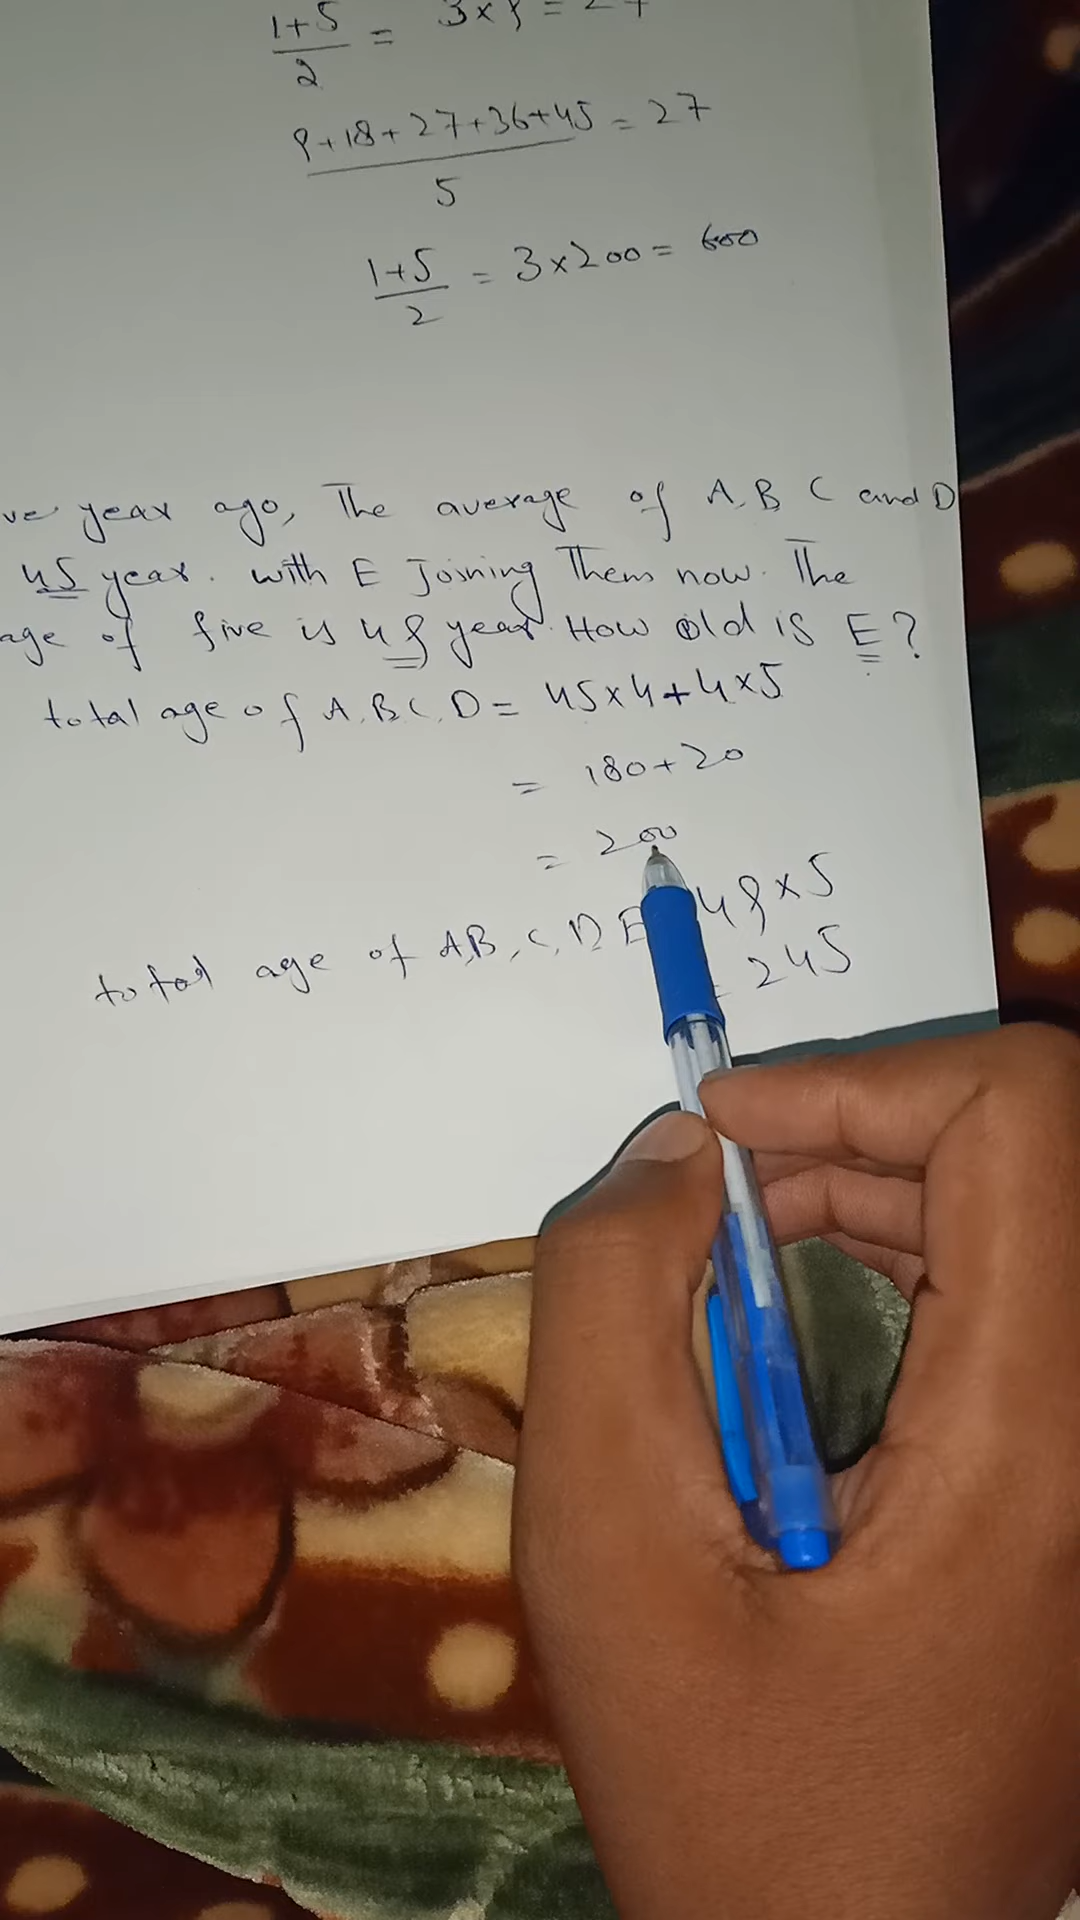 1+5
2
= 3×9 = 27
9+18+27+36+45 = 27
5
1+5
2
= 3×200 = 600
ve year ago, The average of A, B C and D
45 year. with E Joining Them now. The
age of five is 49 year. How old is E?
total age of A, B, C, D = 45×4+4×5
= 180+20
= 200
total age of A,B, C, D, E 49×5
= 245